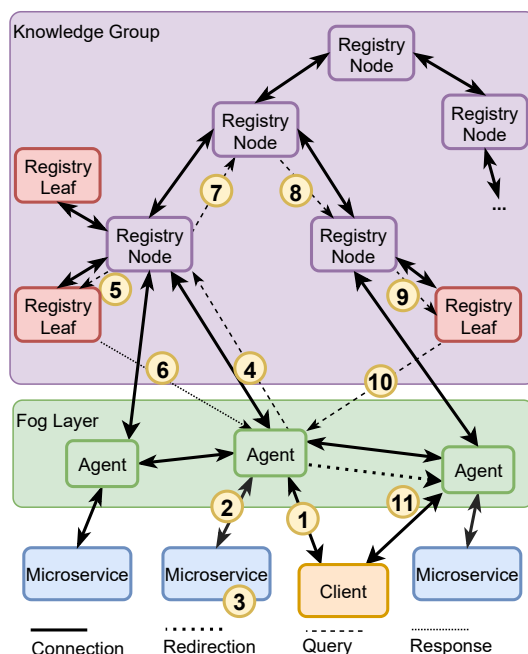 Knowledge Group
Registry
Node
Registry
Node
Registry
Node
Registry
Leaf
7
8
...
Registry
Node
Registry
Node
5
9
Registry
Leaf
Registry
Leaf
6
4
10
Fog Layer
Agent
Agent
Agent
2
1
11
Microservice
Microservice
3
Client
Microservice
Connection
Redirection
Query
Response